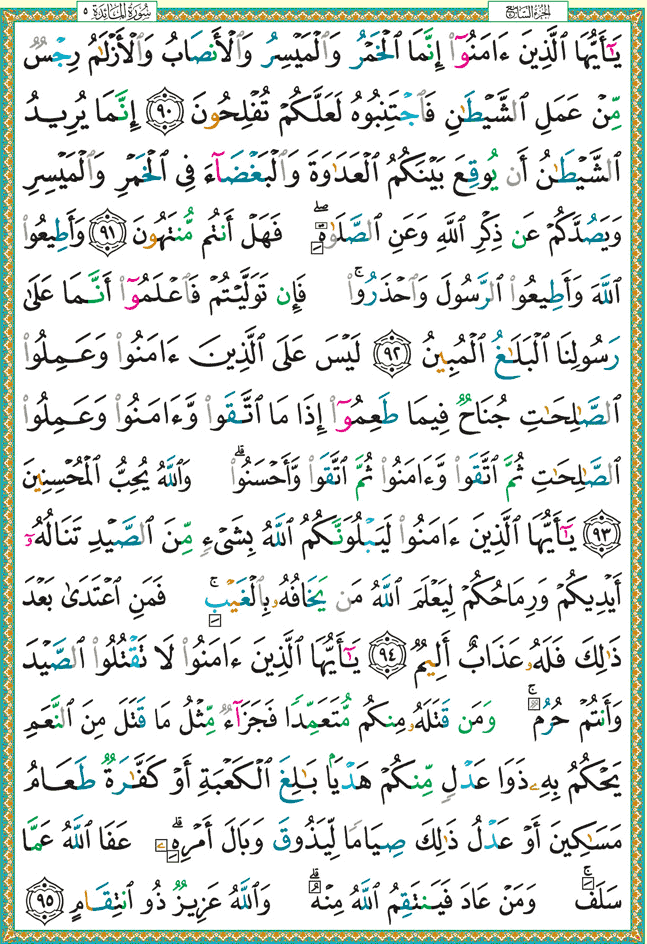 الجزء السابع سورة المائدة ٥
يَٰٓأَيُّهَا ٱلَّذِينَ ءَامَنُوٓا۟ إِنَّمَا ٱلْخَمْرُ وَٱلْمَيْسِرُ وَٱلْأَنصَابُ وَٱلْأَزْلَٰمُ رِجْسٌ
مِّنْ عَمَلِ ٱلشَّيْطَٰنِ فَٱجْتَنِبُوهُ لَعَلَّكُمْ تُفْلِحُونَ ٩٠ إِنَّمَا يُرِيدُ
ٱلشَّيْطَٰنُ أَن يُوقِعَ بَيْنَكُمُ ٱلْعَدَٰوَةَ وَٱلْبَغْضَآءَ فِى ٱلْخَمْرِ وَٱلْمَيْسِرِ
وَيَصُدَّكُمْ عَن ذِكْرِ ٱللَّهِ وَعَنِ ٱلصَّلَوٰةِ ۖ فَهَلْ أَنتُم مُّنتَهُونَ ٩١ وَأَطِيعُوا۟
ٱللَّهَ وَأَطِيعُوا۟ ٱلرَّسُولَ وَٱحْذَرُوا۟ ۚ فَإِن تَوَلَّيْتُمْ فَٱعْلَمُوٓا۟ أَنَّمَا عَلَىٰ
رَسُولِنَا ٱلْبَلَٰغُ ٱلْمُبِينُ ٩٢ لَيْسَ عَلَى ٱلَّذِينَ ءَامَنُوا۟ وَعَمِلُوا۟
ٱلصَّٰلِحَٰتِ جُنَاحٌ فِيمَا طَعِمُوٓا۟ إِذَا مَا ٱتَّقَوا۟ وَّءَامَنُوا۟ وَعَمِلُوا۟
ٱلصَّٰلِحَٰتِ ثُمَّ ٱتَّقَوا۟ وَّءَامَنُوا۟ ثُمَّ ٱتَّقَوا۟ وَّأَحْسَنُوا۟ ۗ وَٱللَّهُ يُحِبُّ ٱلْمُحْسِنِينَ
٩٣ يَٰٓأَيُّهَا ٱلَّذِينَ ءَامَنُوا۟ لَيَبْلُوَنَّكُمُ ٱللَّهُ بِشَىْءٍ مِّنَ ٱلصَّيْدِ تَنَالُهُۥٓ
أَيْدِيكُمْ وَرِمَاحُكُمْ لِيَعْلَمَ ٱللَّهُ مَن يَخَافُهُۥ بِٱلْغَيْبِ ۚ فَمَنِ ٱعْتَدَىٰ بَعْدَ
ذَٰلِكَ فَلَهُۥ عَذَابٌ أَلِيمٌ ٩٤ يَٰٓأَيُّهَا ٱلَّذِينَ ءَامَنُوا۟ لَا تَقْتُلُوا۟ ٱلصَّيْدَ
وَأَنتُمْ حُرُمٌ ۚ وَمَن قَتَلَهُۥ مِنكُم مُّتَعَمِّدًا فَجَزَآءٌ مِّثْلُ مَا قَتَلَ مِنَ ٱلنَّعَمِ
يَحْكُمُ بِهِۦ ذَوَا عَدْلٍ مِّنكُمْ هَدْيًۢا بَٰلِغَ ٱلْكَعْبَةِ أَوْ كَفَّٰرَةٌ طَعَامُ
مَسَٰكِينَ أَوْ عَدْلُ ذَٰلِكَ صِيَامًا لِّيَذُوقَ وَبَالَ أَمْرِهِۦ ۗ عَفَا ٱللَّهُ عَمَّا
سَلَفَ ۚ وَمَنْ عَادَ فَيَنتَقِمُ ٱللَّهُ مِنْهُ ۗ وَٱللَّهُ عَزِيزٌ ذُو ٱنتِقَامٍ ٩٥